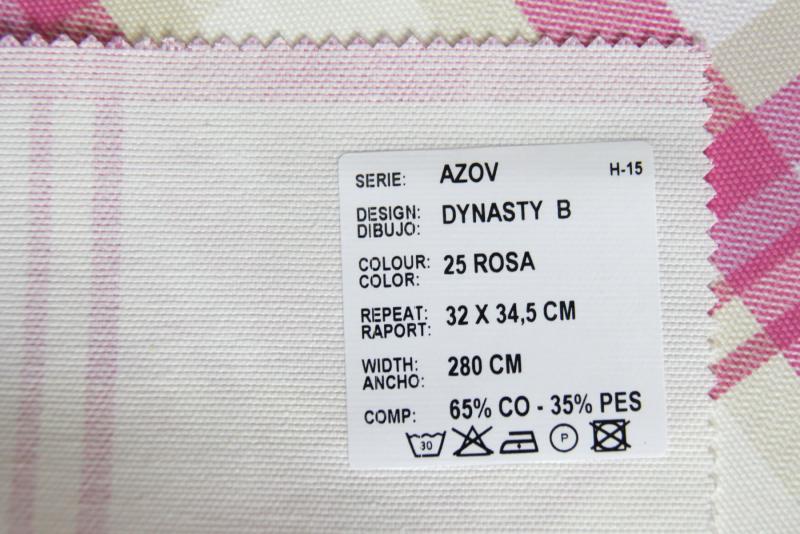 SERIE: AZOV H-15
DESIGN: DYNASTY B
DIBUJO:
COLOUR: 25 ROSA
COLOR:
REPEAT: 32 X 34,5 CM
RAPORT:
WIDTH: 280 CM
ANCHO:
COMP: 65% CO - 35% PES
30 P